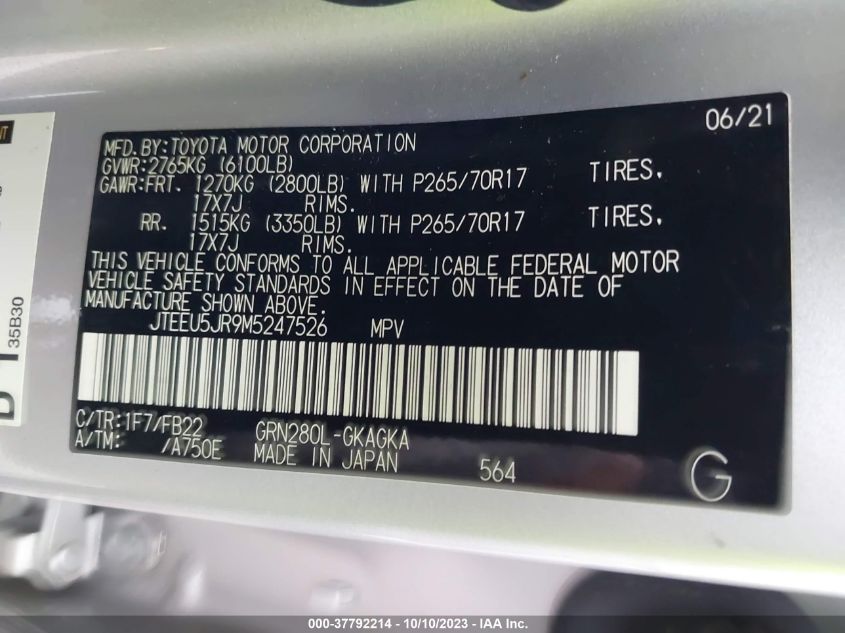 06/21
MFD. BY:TOYOTA MOTOR CORPORATION
GVWR:2765KG (6100LB)
GAWR:FRT. 1270KG (2800LB) WITH P265/70R17 TIRES,
17X7J RIMS.
RR. 1515KG (3350LB) WITH P265/70R17 TIRES,
17X7J RIMS.
THIS VEHICLE CONFORMS TO ALL APPLICABLE FEDERAL MOTOR
VEHICLE SAFETY STANDARDS IN EFFECT ON THE DATE OF
MANUFACTURE SHOWN ABOVE.
JTEEU5JR9M5247526 MPV
C/TR:1F7/FB22 GRN280L-GKAGKA
A/TM: /A750E MADE IN JAPAN 564
G
35B30
000-37792214 - 10/10/2023 - IAA Inc.